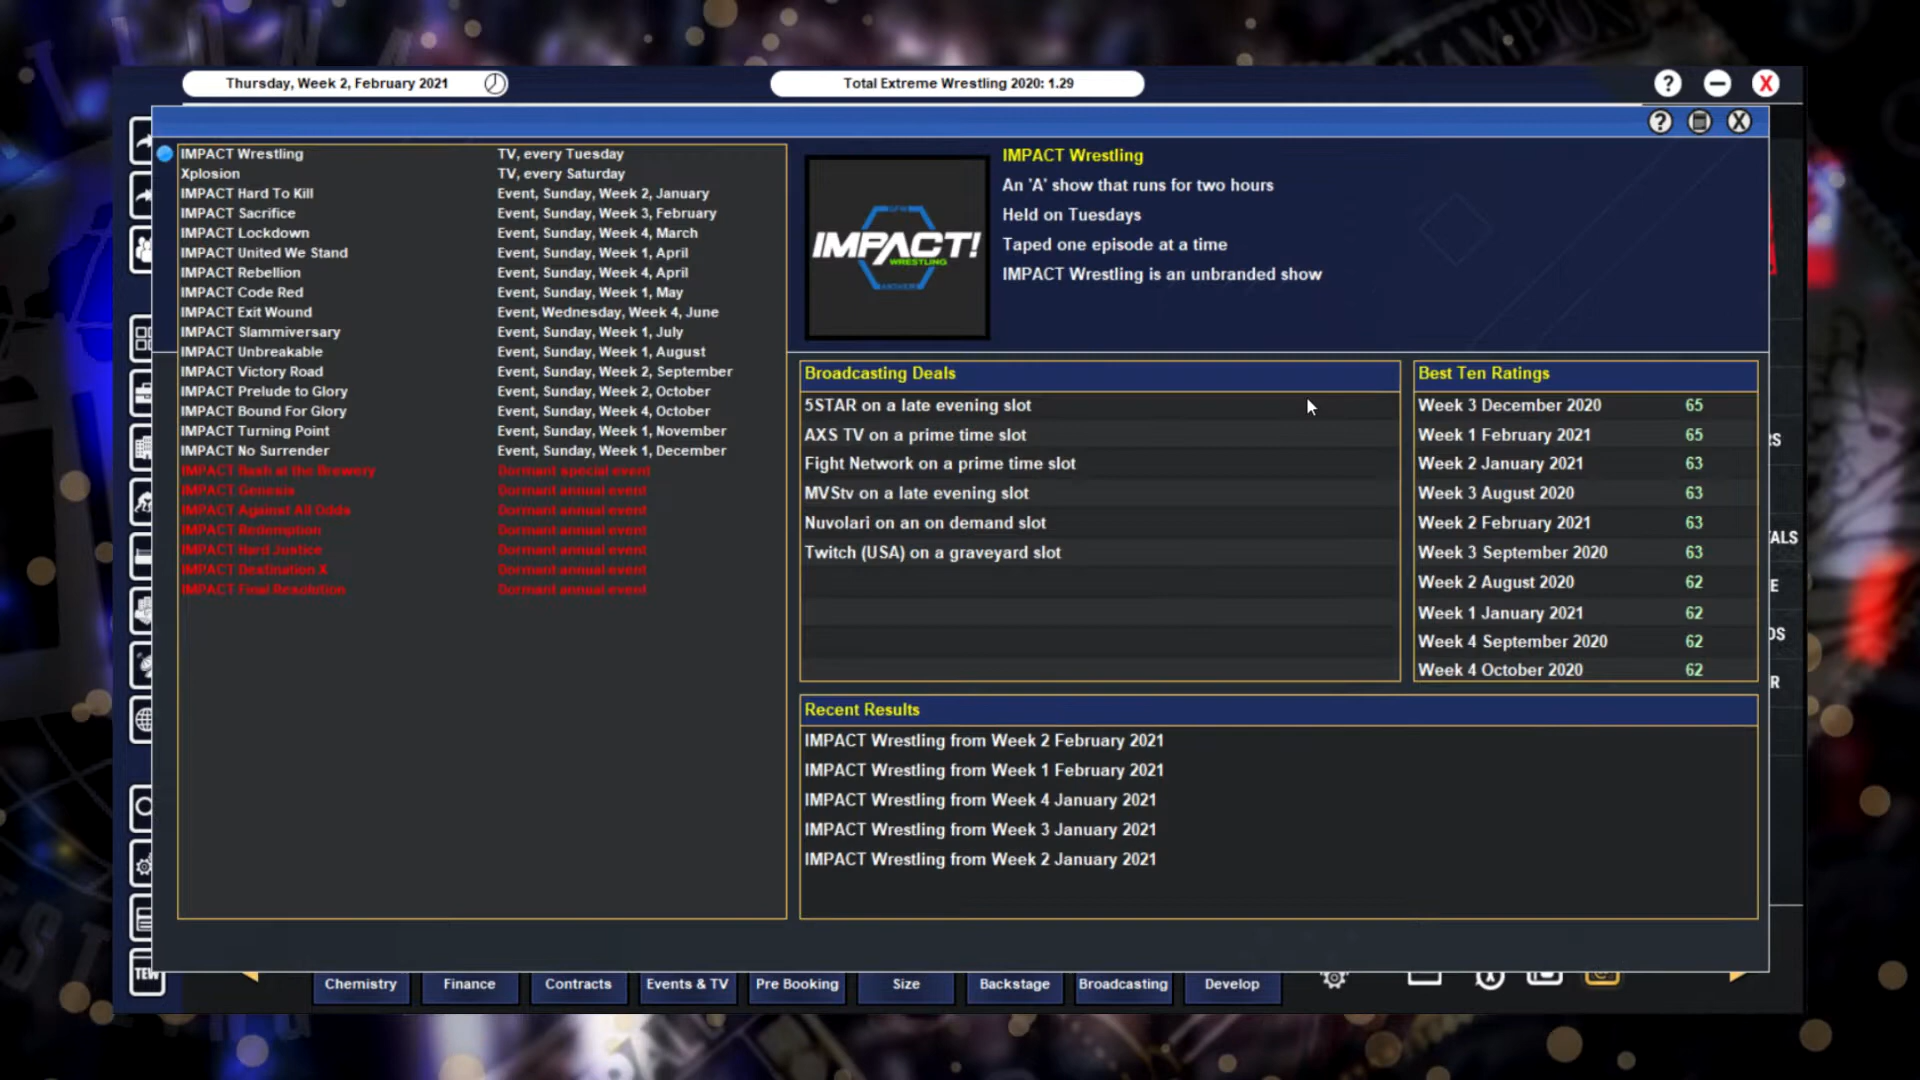 Thursday, Week 2, February 2021
Total Extreme Wrestling 2020: 1.29
IMPACT Wrestling TV, every Tuesday
Xplosion TV, every Saturday
IMPACT Hard To Kill Event, Sunday, Week 2, January
IMPACT Sacrifice Event, Sunday, Week 3, February
IMPACT Lockdown Event, Sunday, Week 4, March
IMPACT United We Stand Event, Sunday, Week 1, April
IMPACT Rebellion Event, Sunday, Week 4, April
IMPACT Code Red Event, Sunday, Week 1, May
IMPACT Exit Wound Event, Wednesday, Week 4, June
IMPACT Slammiversary Event, Sunday, Week 1, July
IMPACT Unbreakable Event, Sunday, Week 1, August
IMPACT Victory Road Event, Sunday, Week 2, September
IMPACT Prelude to Glory Event, Sunday, Week 2, October
IMPACT Bound For Glory Event, Sunday, Week 4, October
IMPACT Turning Point Event, Sunday, Week 1, November
IMPACT No Surrender Event, Sunday, Week 1, December
IMPACT Bash at the Brewery Dormant special event
IMPACT Genesis Dormant annual event
IMPACT Against All Odds Dormant annual event
IMPACT Redemption Dormant annual event
IMPACT Hard Justice Dormant annual event
IMPACT Destination X Dormant annual event
IMPACT Final Resolution Dormant annual event
IMPACT!
WRESTLING
IMPACT Wrestling
An 'A' show that runs for two hours
Held on Tuesdays
Taped one episode at a time
IMPACT Wrestling is an unbranded show
Broadcasting Deals
5STAR on a late evening slot
AXS TV on a prime time slot
Fight Network on a prime time slot
MVStv on a late evening slot
Nuvolari on an on demand slot
Twitch (USA) on a graveyard slot
Best Ten Ratings
Week 3 December 2020 65
Week 1 February 2021 65
Week 2 January 2021 63
Week 3 August 2020 63
Week 2 February 2021 63
Week 3 September 2020 63
Week 2 August 2020 62
Week 1 January 2021 62
Week 4 September 2020 62
Week 4 October 2020 62
Recent Results
IMPACT Wrestling from Week 2 February 2021
IMPACT Wrestling from Week 1 February 2021
IMPACT Wrestling from Week 4 January 2021
IMPACT Wrestling from Week 3 January 2021
IMPACT Wrestling from Week 2 January 2021
TEW
Chemistry
Finance
Contracts
Events & TV
Pre Booking
Size
Backstage
Broadcasting
Develop